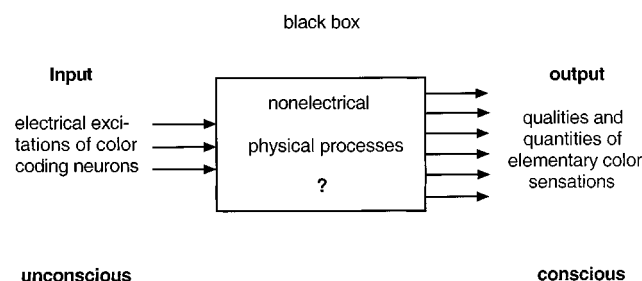 black box
Input
output
nonelectrical
electrical exci-
tations of color
coding neurons
physical processes
?
qualities and
quantities of
elementary color
sensations
unconscious
conscious